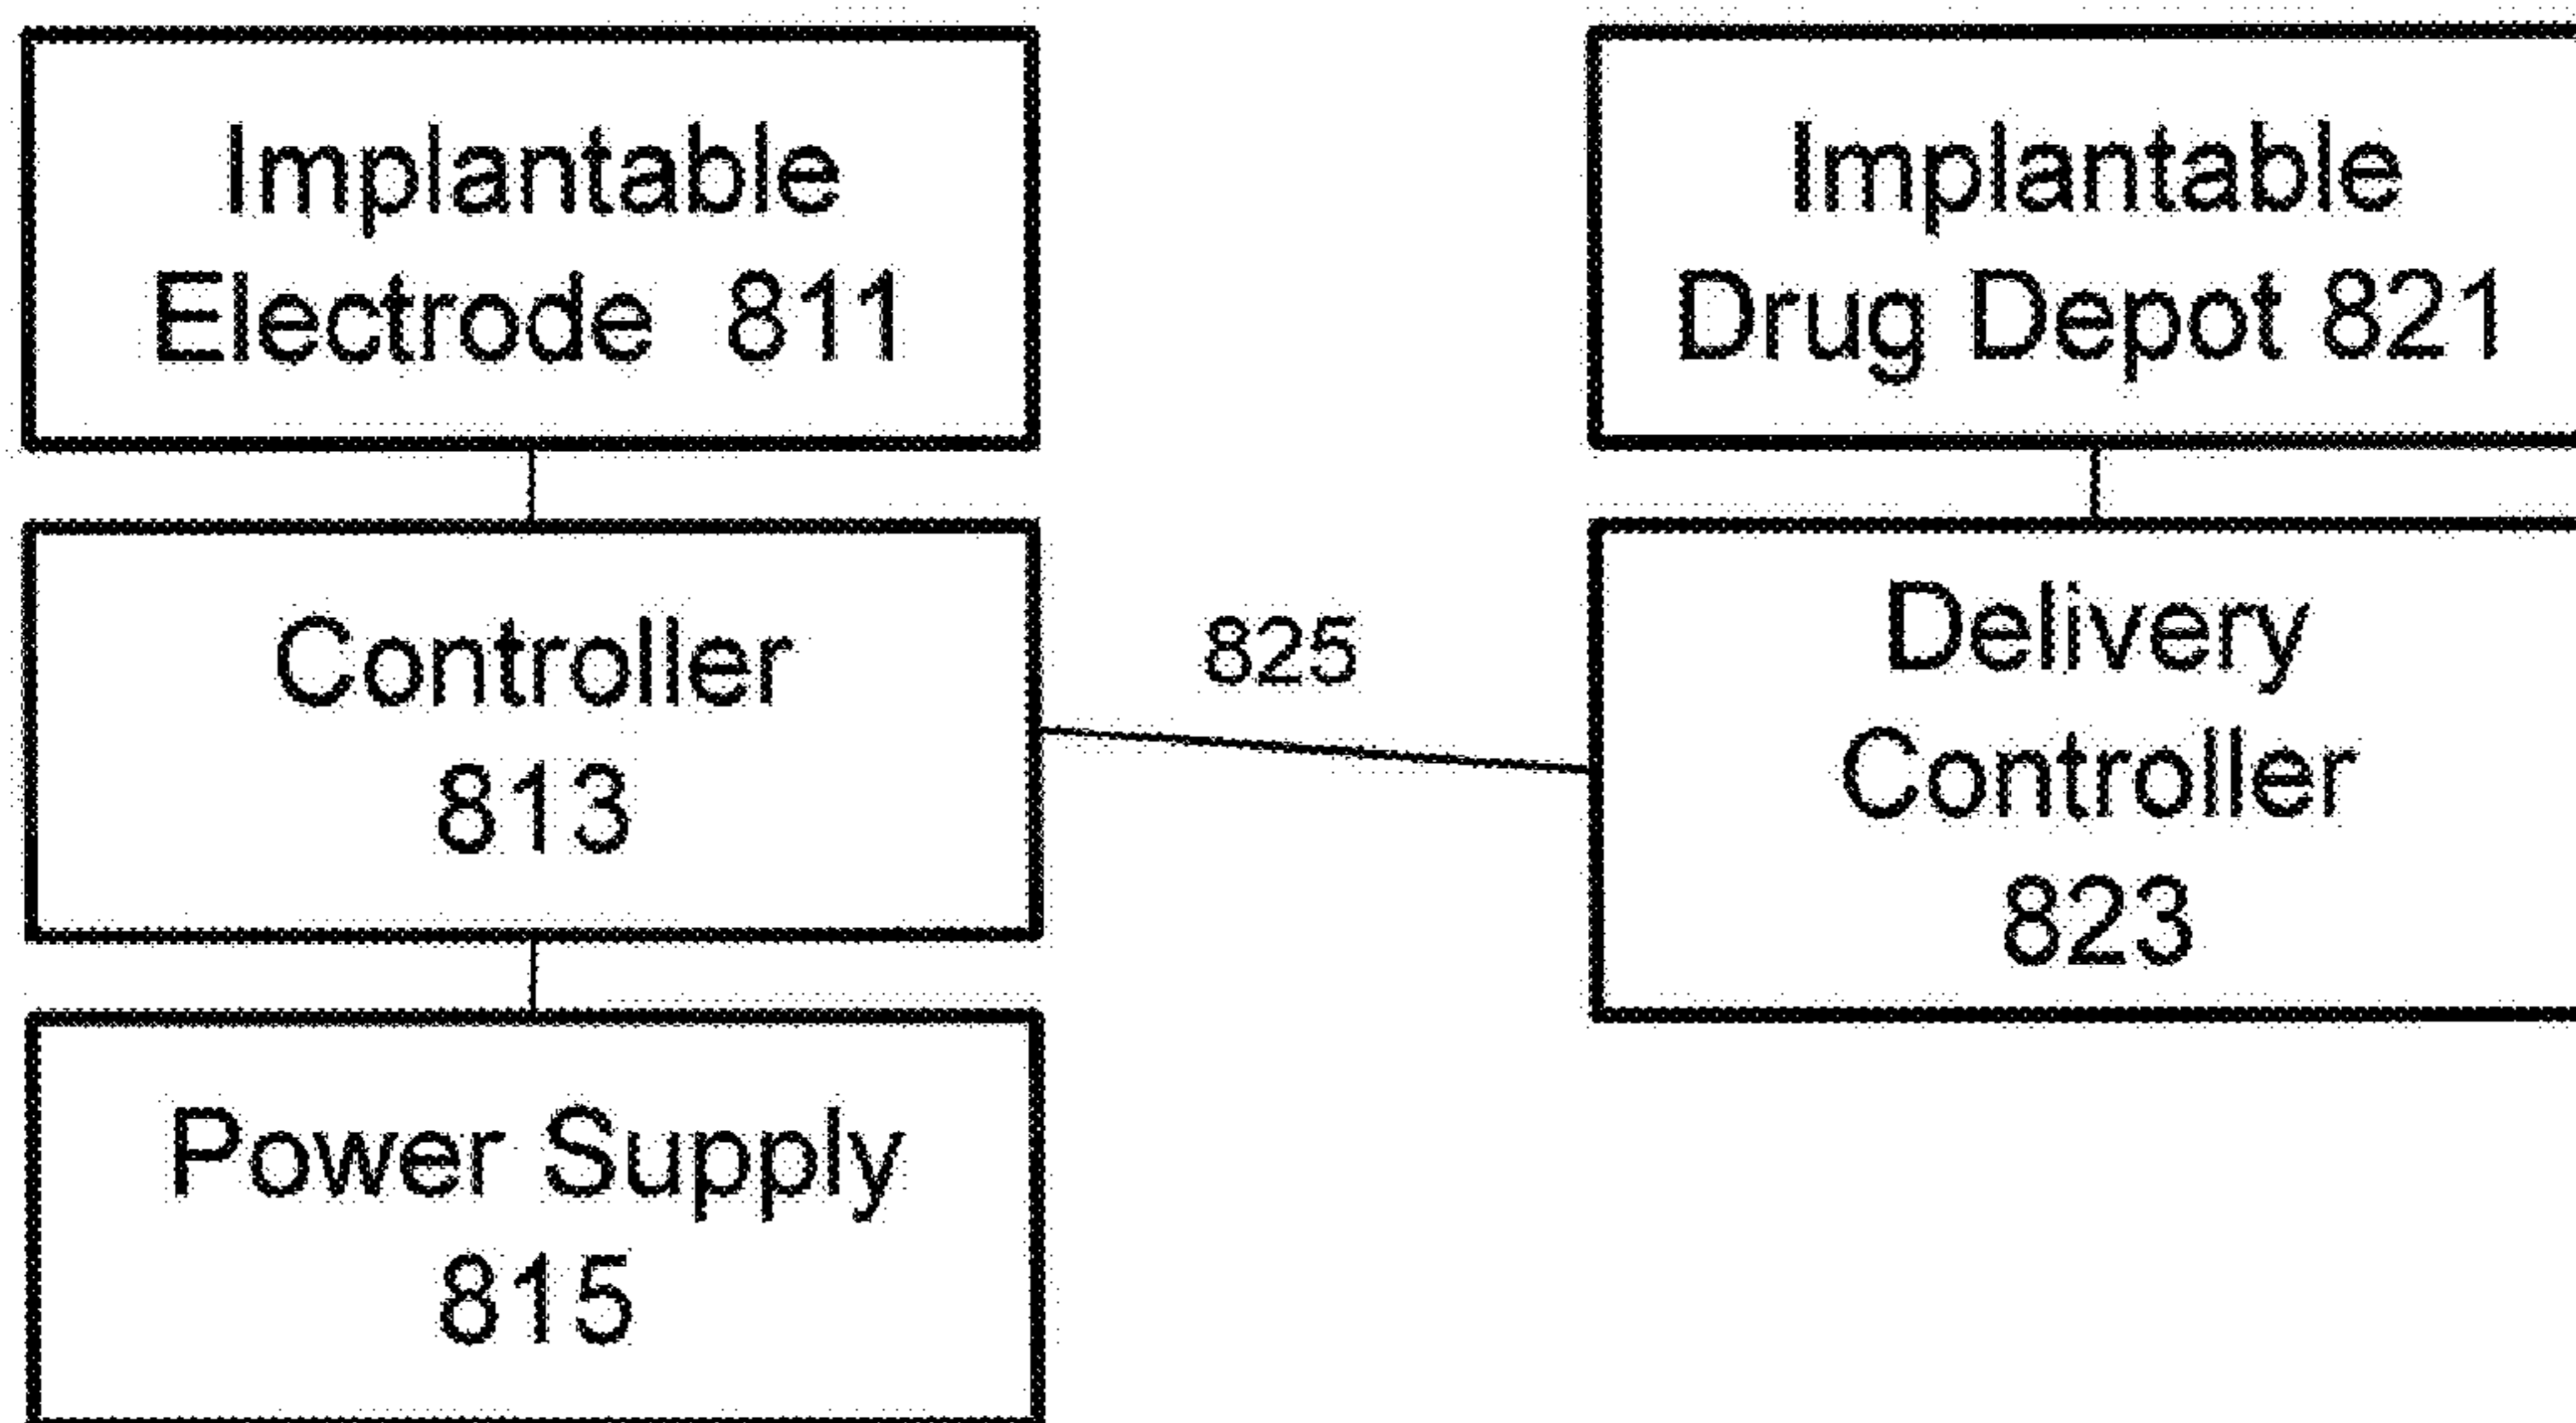 Implantable
Electrode 811
Implantable
Drug Depot 821
Controller
813
825
Delivery
Controller
823
Power Supply
815